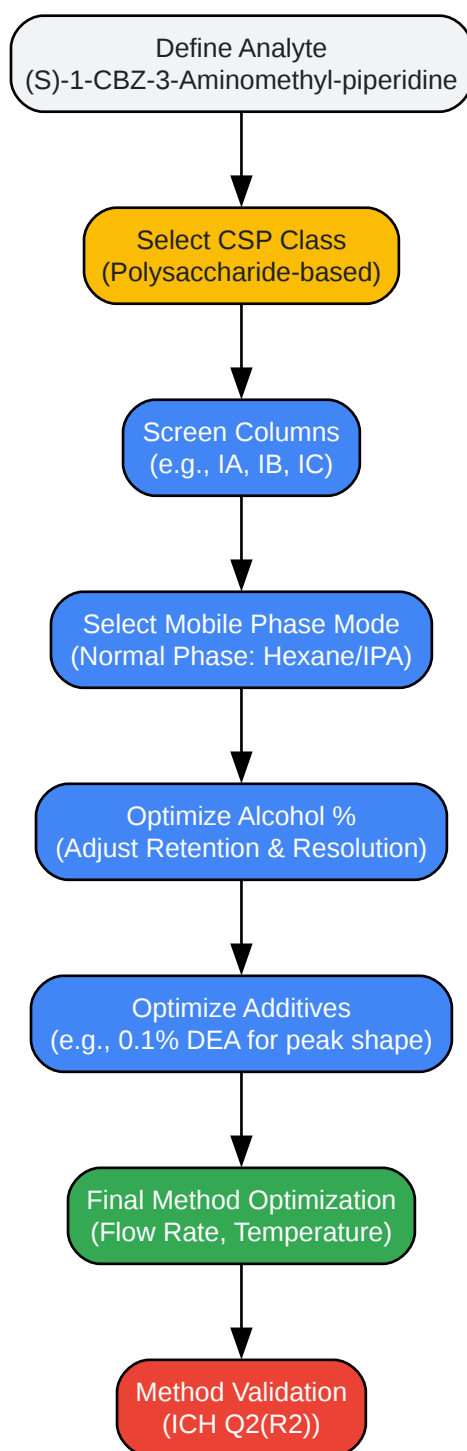 Define Analyte
(S)-1-CBZ-3-Aminomethyl-piperidine
Select CSP Class
(Polysaccharide-based)
Screen Columns
(e.g., IA, IB, IC)
Select Mobile Phase Mode
(Normal Phase: Hexane/IPA)
Optimize Alcohol %
(Adjust Retention & Resolution)
Optimize Additives
(e.g., 0.1% DEA for peak shape)
Final Method Optimization
(Flow Rate, Temperature)
Method Validation
(ICH Q2(R2))